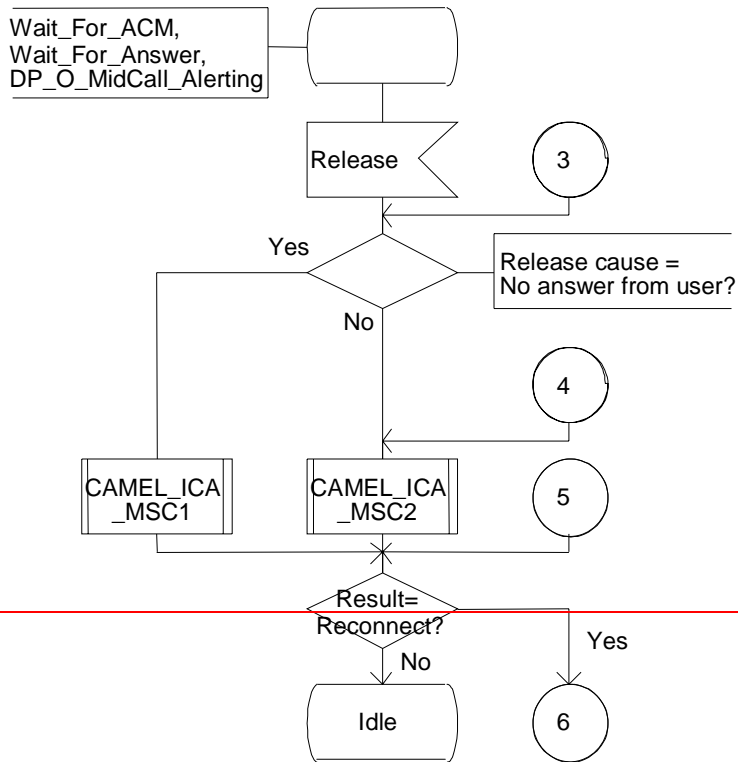 Wait_For_ACM,
Wait_For_Answer,
DP_O_MidCall_Alerting
Release
3
Yes
Release cause =
No answer from user?
No
4
CAMEL_ICA
_MSC1
CAMEL_ICA
_MSC2
5
Result=
Reconnect?
Yes
No
Idle
6